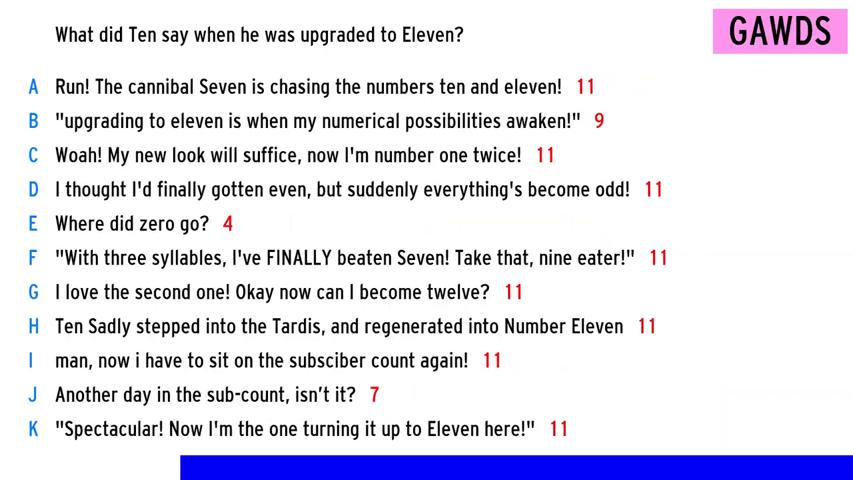 What did Ten say when he was upgraded to Eleven?
GAWDS
A Run! The cannibal Seven is chasing the numbers ten and eleven! 11
B "upgrading to eleven is when my numerical possibilities awaken!" 9
C Woah! My new look will suffice, now I'm number one twice! 11
D I thought I'd finally gotten even, but suddenly everything's become odd! 11
E Where did zero go? 4
F "With three syllables, I've FINALLY beaten Seven! Take that, nine eater!" 11
G I love the second one! Okay now can I become twelve? 11
H Ten Sadly stepped into the Tardis, and regenerated into Number Eleven 11
I man, now i have to sit on the subsciber count again! 11
J Another day in the sub-count, isn't it? 7
K "Spectacular! Now I'm the one turning it up to Eleven here!" 11